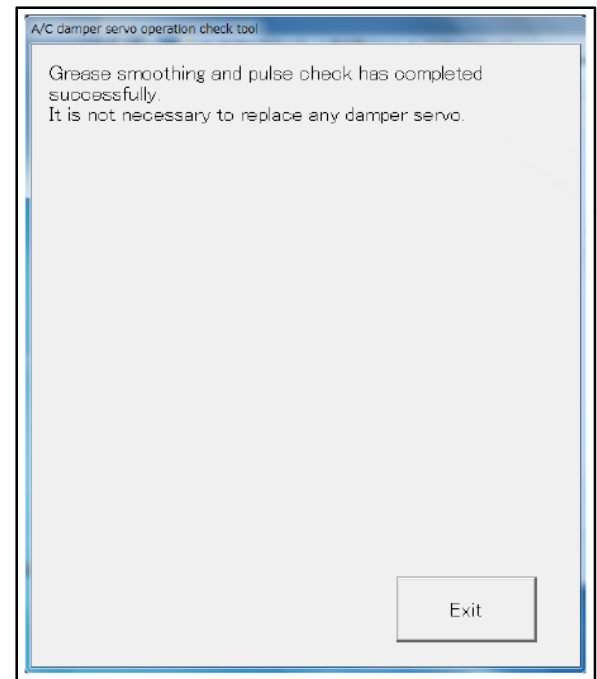 A/C damper servo operation check tool
Grease smoothing and pulse check has completed
successfully.
It is not necessary to replace any damper servo.
Exit